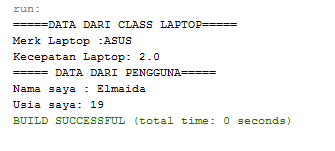 run:
=====DATA DARI CLASS LAPTOP=====
Merk Laptop :ASUS
Kecepatan Laptop: 2.0
===== DATA DARI PENGGUNA=====
Nama saya : Elmaida
Usia saya: 19
BUILD SUCCESSFUL (total time: 0 seconds)